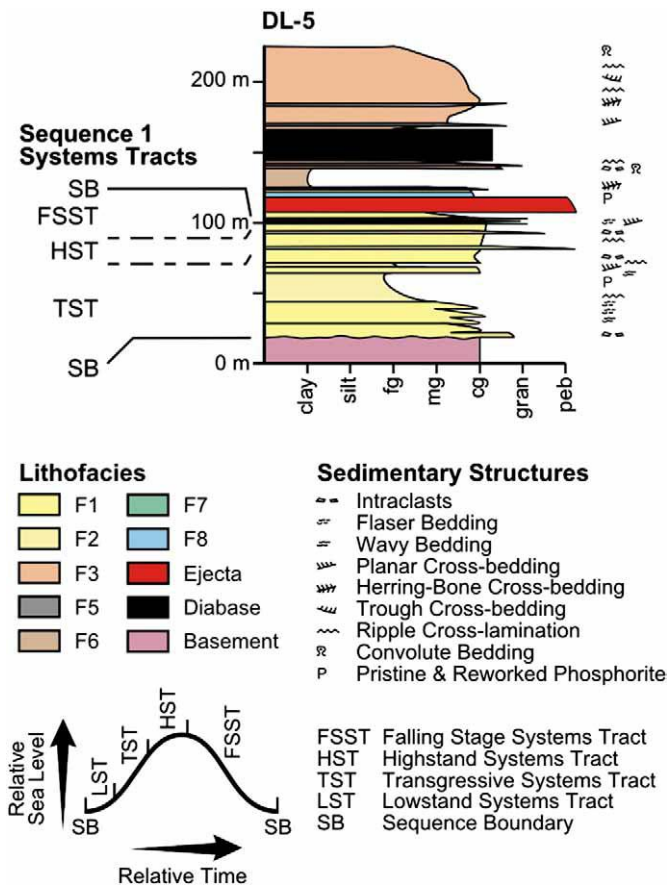 DL-5
200 m
Sequence 1
Systems Tracts
SB
FSST
HST
TST
SB
100 m
0 m
clay
silt
fg
mg
cg
gran
peb
P
P
Lithofacies
F1
F2
F3
F5
F6
F7
F8
Ejecta
Diabase
Basement
Sedimentary Structures
Intraclasts
Flaser Bedding
Wavy Bedding
Planar Cross-bedding
Herring-Bone Cross-bedding
Trough Cross-bedding
Ripple Cross-lamination
Convolute Bedding
P Pristine & Reworked Phosphorite
Relative
Sea Level
SB
LST
TST
HST
FSST
SB
Relative Time
FSST Falling Stage Systems Tract
HST Highstand Systems Tract
TST Transgressive Systems Tract
LST Lowstand Systems Tract
SB Sequence Boundary